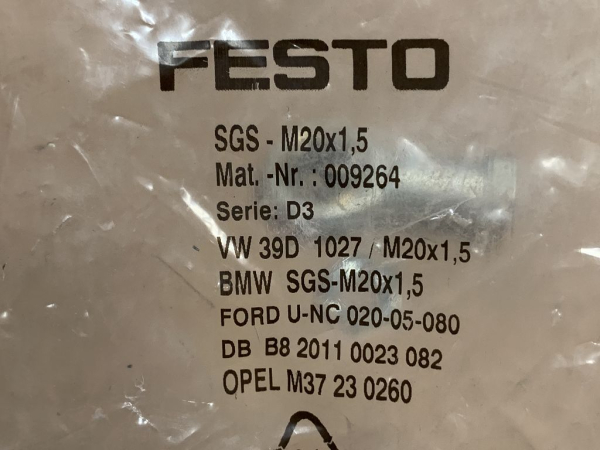 FESTO
SGS - M20x1,5
Mat. -Nr. : 009264
Serie: D3
VW 39D 1027 / M20x1,5
BMW SGS-M20x1,5
FORD U-NC 020-05-080
DB B8 2011 0023 082
OPEL M37 23 0260